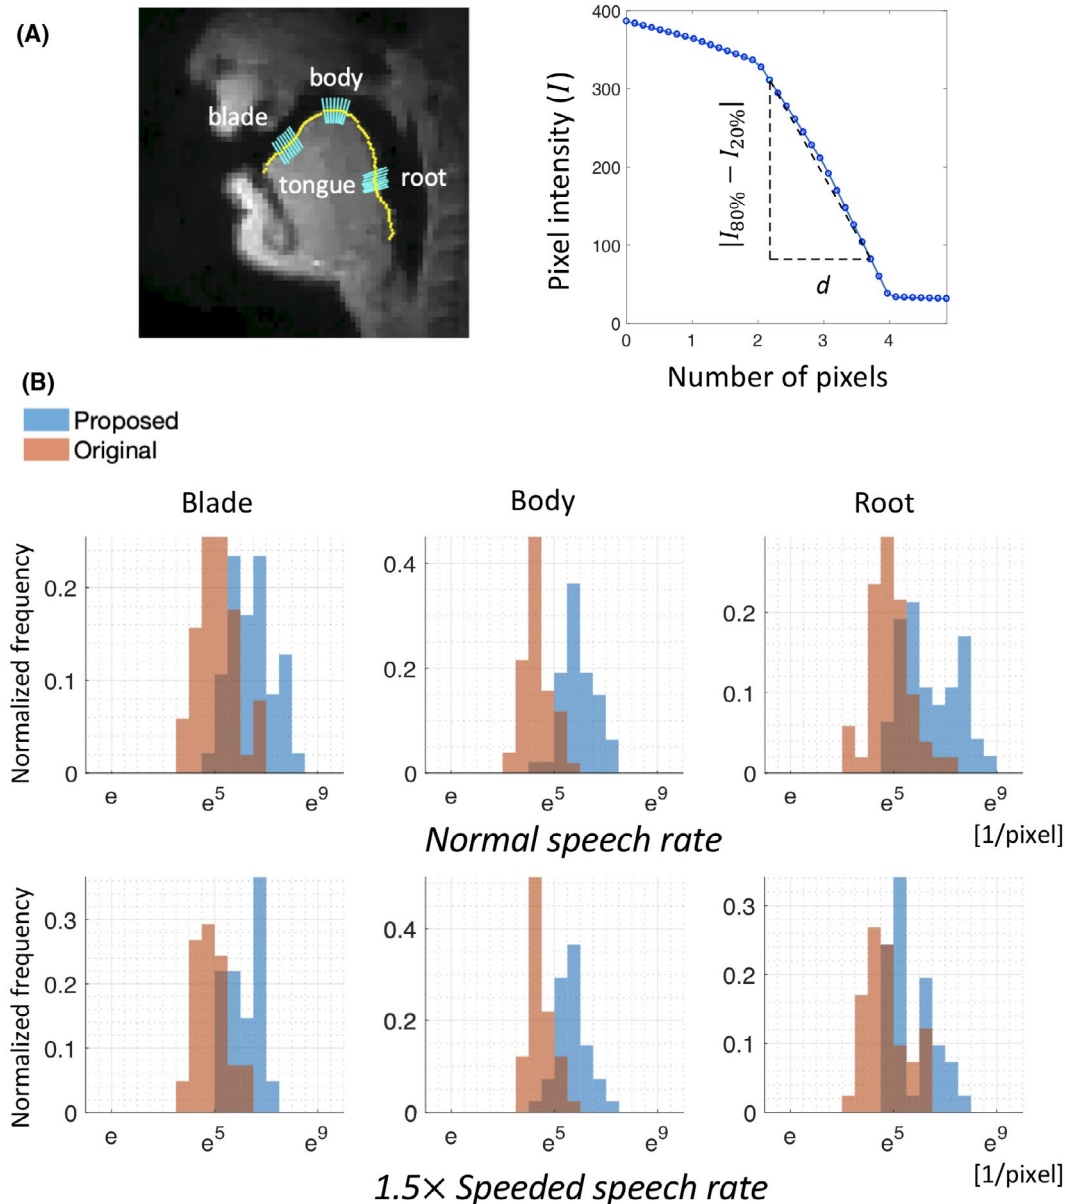 (A)
body
blade
tongue
root
Pixel intensity (I)
400
300
200
100
0
|I80% − I20%|
d
0 1 2 3 4
Number of pixels
(B)
Proposed
Original
Blade
Body
Root
Normalized frequency
0.2
0.1
0
e e⁵ e⁹
0.4
0.2
0
e e⁵ e⁹
0.2
0.1
0
e e⁵ e⁹
Normal speech rate
[1/pixel]
Normalized frequency
0.3
0.2
0.1
0
e e⁵ e⁹
0.4
0.2
0
e e⁵ e⁹
0.3
0.2
0.1
0
e e⁵ e⁹
[1/pixel]
1.5× Speeded speech rate